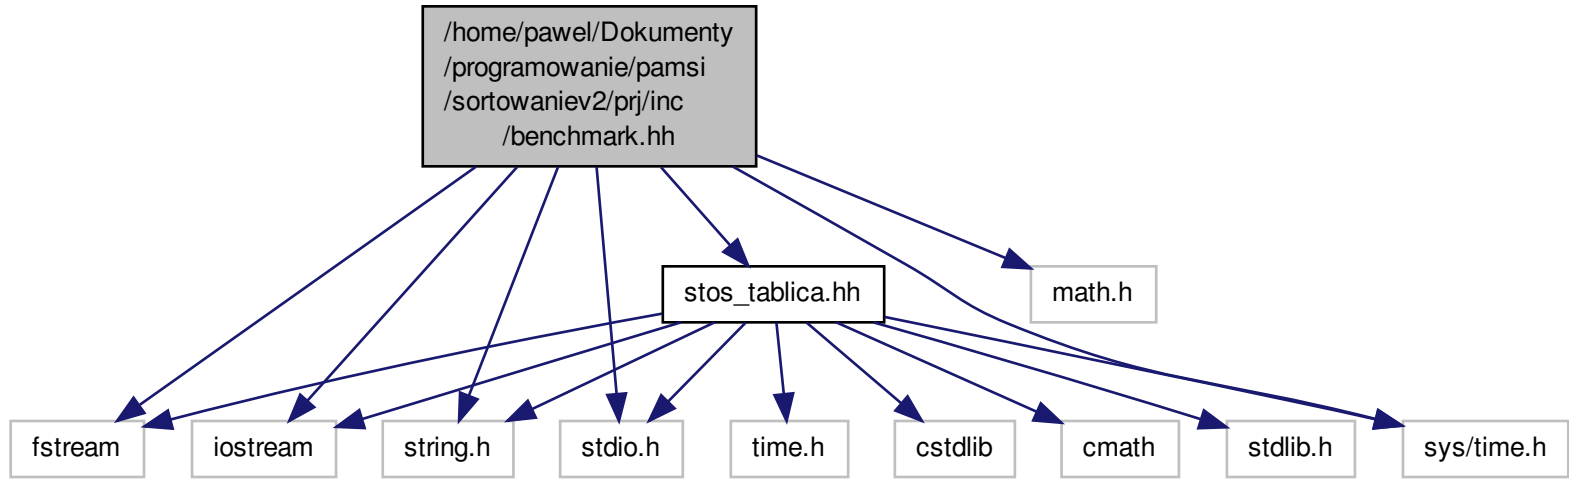 /home/pawel/Dokumenty
/programowanie/pamsi
/sortowaniev2/prj/inc
/benchmark.hh
stos_tablica.hh
math.h
fstream
iostream
string.h
stdio.h
time.h
cstdlib
cmath
stdlib.h
sys/time.h